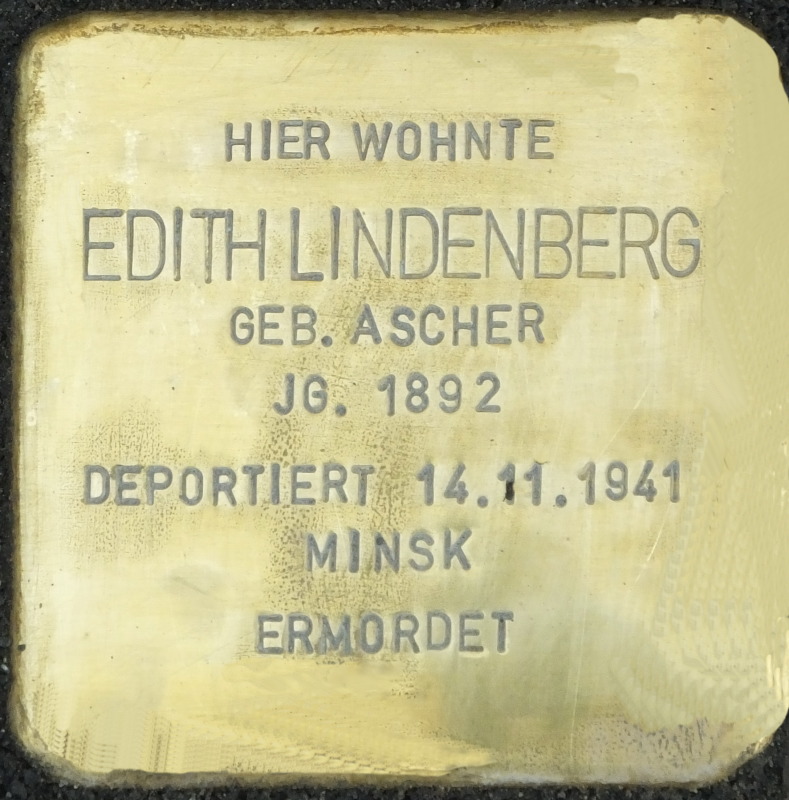 HIER WOHNTE
EDITH LINDENBERG
GEB. ASCHER
JG. 1892
DEPORTIERT 14.11.1941
MINSK
ERMORDET